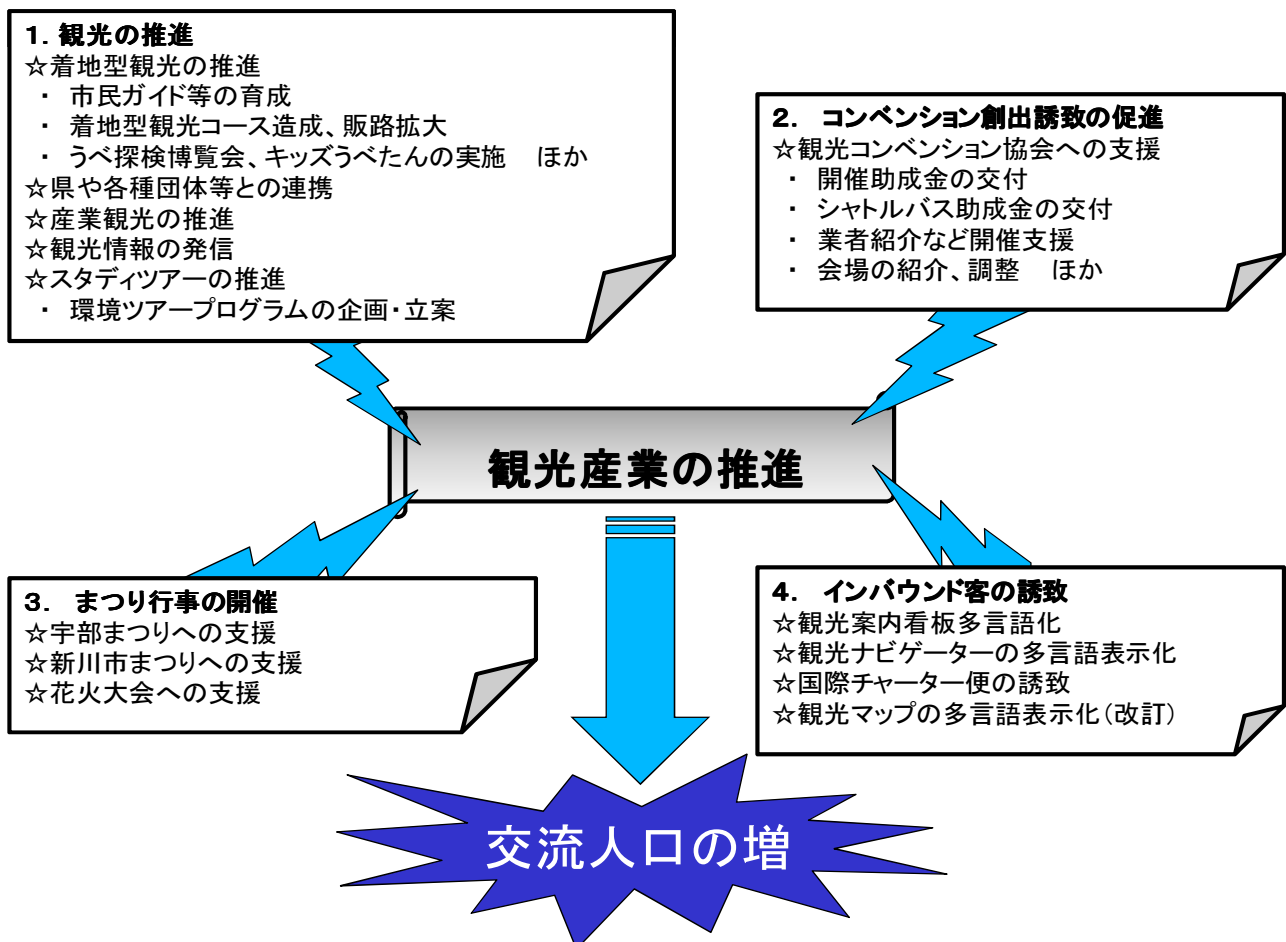 1. 観光の推進
☆着地型観光の推進
・ 市民ガイド等の育成
・ 着地型観光コース造成、販路拡大
・ うべ探検博覧会、キッズうべたんの実施 ほか
☆県や各種団体等との連携
☆産業観光の推進
☆観光情報の発信
☆スタディツアーの推進
・ 環境ツアープログラムの企画・立案
2. コンベンション創出誘致の促進
☆観光コンベンション協会への支援
・ 開催助成金の交付
・ シャトルバス助成金の交付
・ 業者紹介など開催支援
・ 会場の紹介、調整 ほか
観光産業の推進
3. まつり行事の開催
☆宇部まつりへの支援
☆新川市まつりへの支援
☆花火大会への支援
4. インバウンド客の誘致
☆観光案内看板多言語化
☆観光ナビゲーターの多言語表示化
☆国際チャーター便の誘致
☆観光マップの多言語表示化(改訂)
交流人口の増